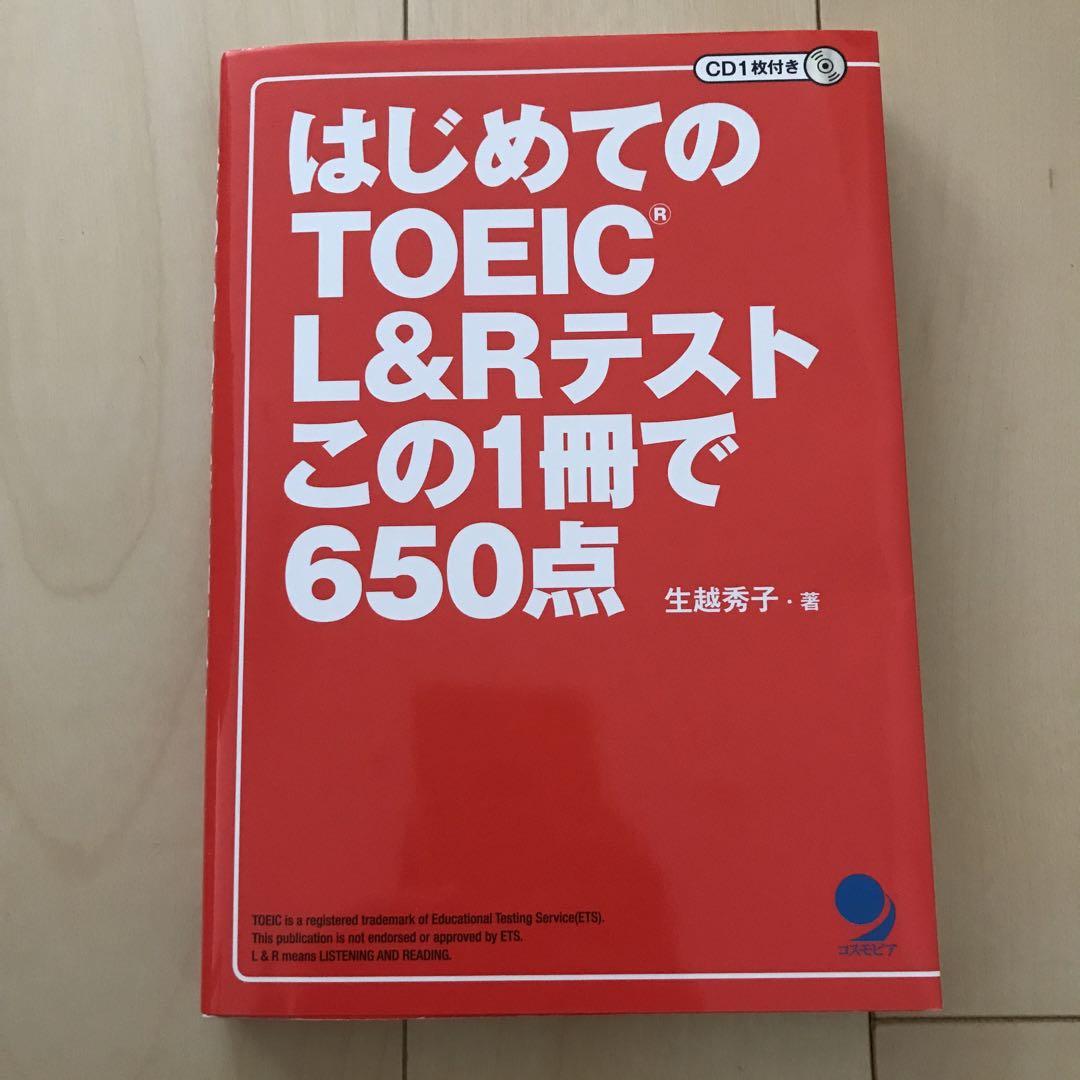 CD1枚付き
はじめての
TOEIC®
L&Rテスト
この1冊で
650点
生越秀子・著
TOEIC is a registered trademark of Educational Testing Service(ETS).
This publication is not endorsed or approved by ETS.
L & R means LISTENING AND READING.
コスモピア